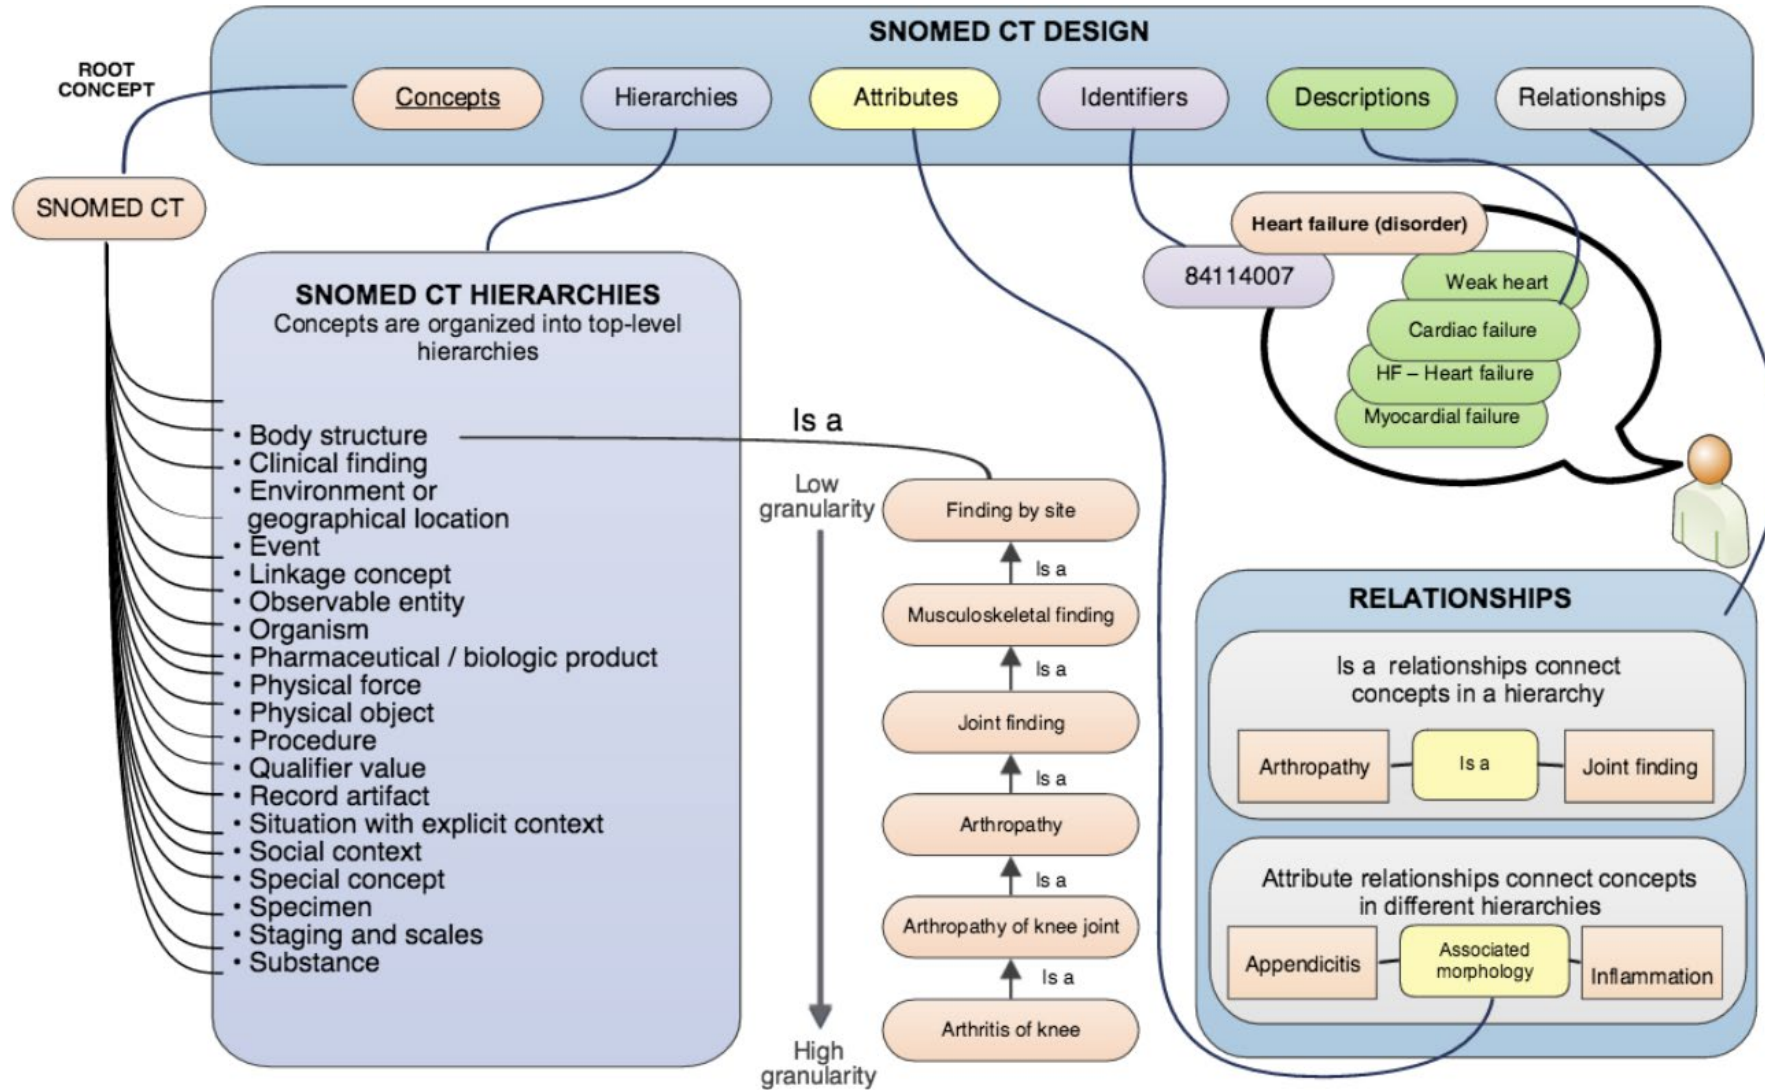 SNOMED CT DESIGN
ROOT
CONCEPT
Concepts
Hierarchies
Attributes
Identifiers
Descriptions
Relationships
SNOMED CT
SNOMED CT HIERARCHIES
Concepts are organized into top-level
hierarchies
• Body structure
• Clinical finding
• Environment or
geographical location
• Event
• Linkage concept
• Observable entity
• Organism
• Pharmaceutical / biologic product
• Physical force
• Physical object
• Procedure
• Qualifier value
• Record artifact
• Situation with explicit context
• Social context
• Special concept
• Specimen
• Staging and scales
• Substance
Is a
Low
granularity
High
granularity
Finding by site
Is a
Musculoskeletal finding
Is a
Joint finding
Is a
Arthropathy
Is a
Arthropathy of knee joint
Is a
Arthritis of knee
Heart failure (disorder)
84114007
Weak heart
Cardiac failure
HF – Heart failure
Myocardial failure
RELATIONSHIPS
Is a relationships connect
concepts in a hierarchy
Arthropathy
Is a
Joint finding
Attribute relationships connect concepts
in different hierarchies
Appendicitis
Associated
morphology
Inflammation